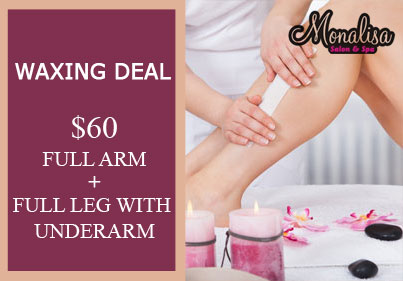 WAXING DEAL
$60
FULL ARM
+
FULL LEG WITH
UNDERARM
Monalisa
Salon & Spa